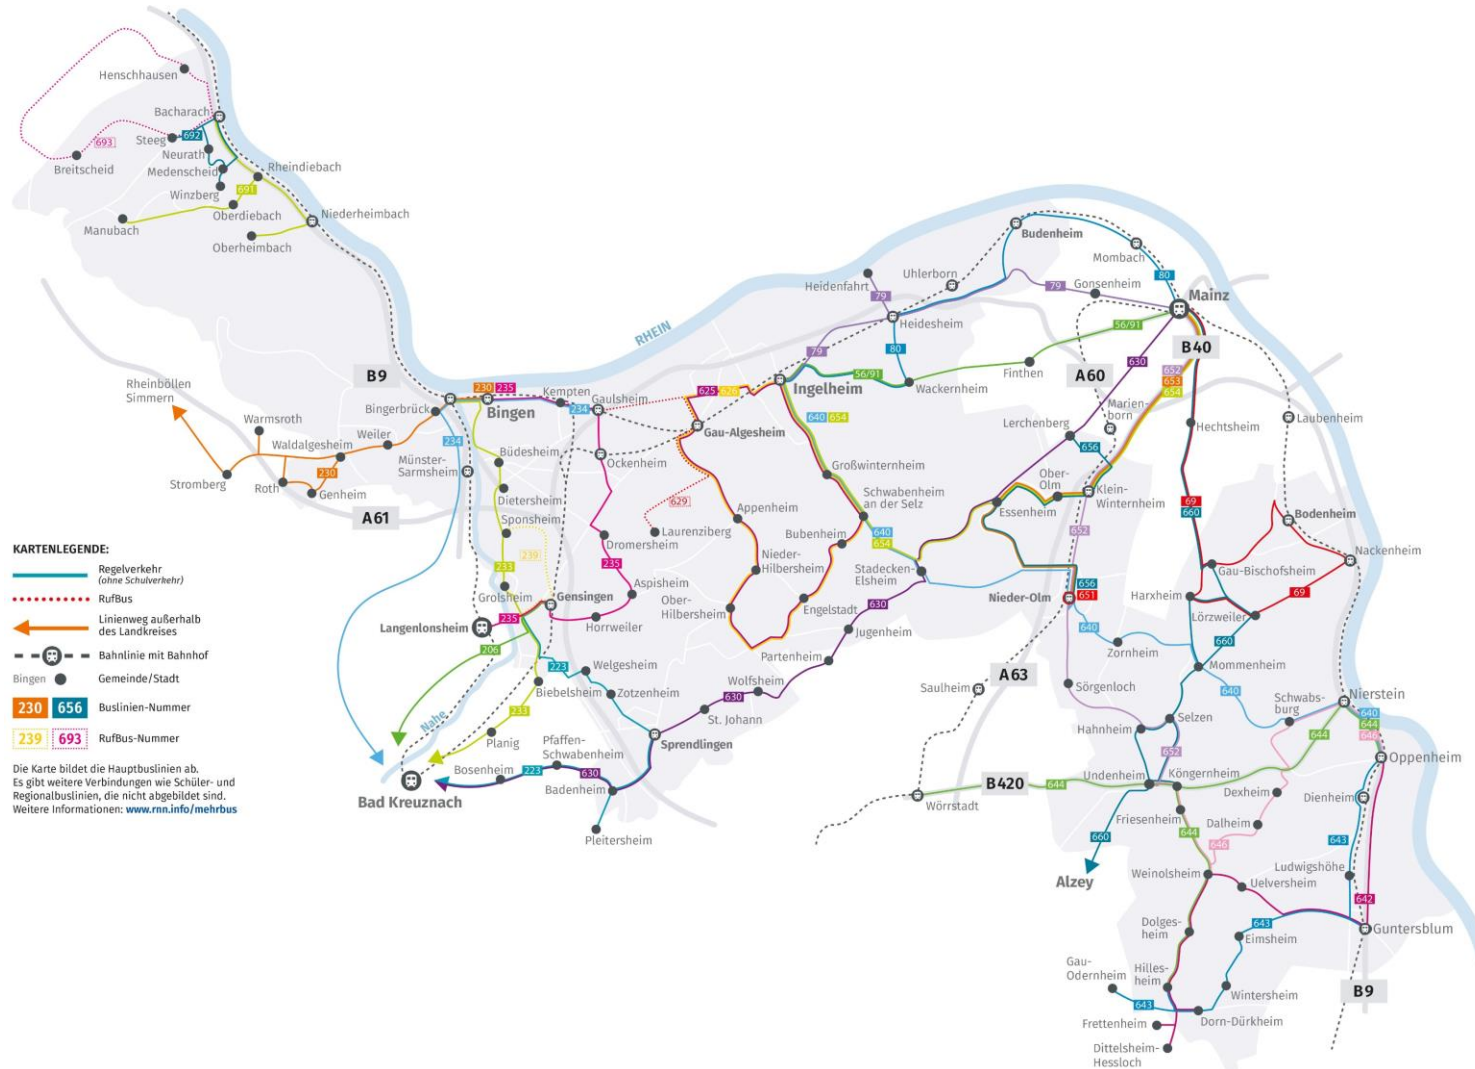 Henschhausen
Bacharach
Steeg
692
693
Neurath
Breitscheid
Medenscheid
Rheindiebach
Winzberg
691
Oberdiebach
Niederheimbach
Manubach
Oberheimbach
Budenheim
Mombach
Uhlerborn
Heidenfahrt
79
80
79
Gonsenheim
Mainz
Heidesheim
RHEIN
56/91
B40
79
80
630
B9
Rheinböllen
Simmern
230
235
Kempten
Gaulsheim
625
626
Ingelheim
56/91
Wackernheim
Finthen
A60
652
653
654
Bingerbrück
Bingen
234
Marien-
born
Laubenheim
Warmsroth
Weiler
234
Gau-Algesheim
640
654
Lerchenberg
Hechtsheim
Waldalgesheim
Münster-
Sarmsheim
Büdesheim
Ockenheim
656
Großwinternheim
Ober-
Olm
Klein-
Winternheim
Stromberg
230
Roth
Genheim
Dietersheim
629
Schwabenheim
an der Selz
Essenheim
69
660
A61
Sponsheim
Appenheim
Laurenziberg
Bubenheim
640
654
652
Bodenheim
239
Dromersheim
Nieder-
Hilbersheim
Stadecken-
Elsheim
Nackenheim
233
235
Gau-Bischofsheim
Grolsheim
Aspisheim
656
651
Nieder-Olm
Gensingen
Ober-
Hilbersheim
Engelstadt
630
Harxheim
69
Langenlonsheim
235
Horrweiler
Lörzweiler
Jugenheim
640
660
206
223
Welgesheim
Partenheim
Zornheim
Mommenheim
Biebelsheim
Zotzenheim
Wolfsheim
A63
Saulheim
Sörgenloch
640
Schwabs-
burg
Nierstein
630
Nahe
233
St. Johann
Selzen
640
644
646
Planig
Sprendlingen
Hahnheim
644
Pfaffen-
Schwabenheim
652
Oppenheim
Bosenheim
223
630
Undenheim
Köngernheim
Bad Kreuznach
Badenheim
B420
644
Dexheim
Dienheim
Wörrstadt
Friesenheim
Dalheim
Pleitersheim
660
644
646
643
Alzey
Weinolsheim
Ludwigshöhe
Uelversheim
642
Dolges-
heim
643
Guntersblum
Eimsheim
Gau-
Odernheim
Hilles-
heim
B9
643
Wintersheim
Frettenheim
Dorn-Dürkheim
Dittelsheim-
Hessloch
KARTENLEGENDE:
Regelverkehr
(ohne Schulverkehr)
RufBus
Linienweg außerhalb
des Landkreises
Bahnlinie mit Bahnhof
Bingen Gemeinde/Stadt
230 656 Buslinien-Nummer
239 693 RufBus-Nummer
Die Karte bildet die Hauptbuslinien ab.
Es gibt weitere Verbindungen wie Schüler- und
Regionalbuslinien, die nicht abgebildet sind.
Weitere Informationen: www.rnn.info/mehrbus